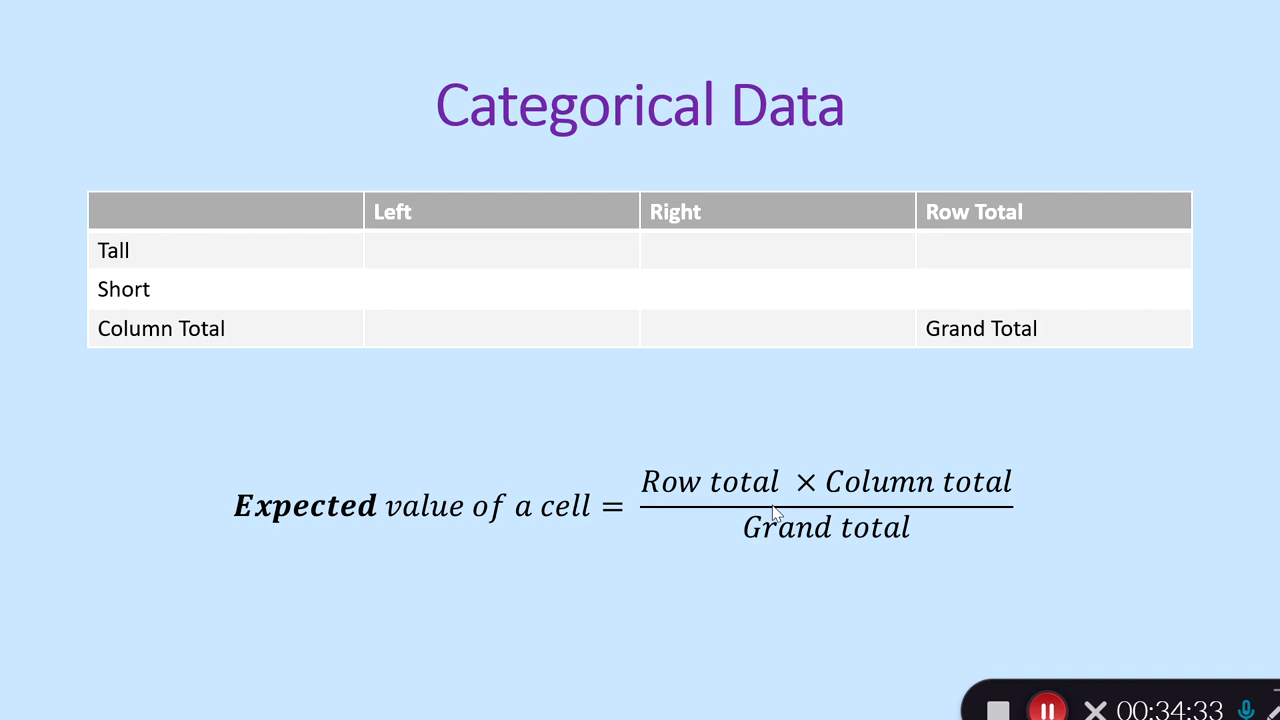 Categorical Data
Left Right Row Total
Tall
Short
Column Total Grand Total
Expected value of a cell = Row total × Column total
Grand total
00:34:33